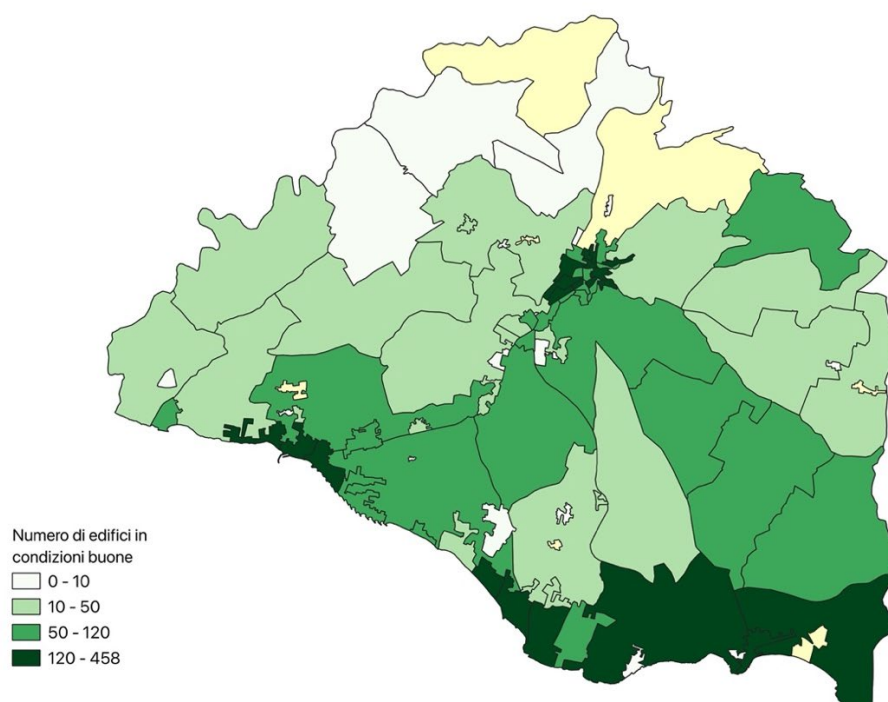 Numero di edifici in
condizioni buone
0 - 10
10 - 50
50 - 120
120 - 458